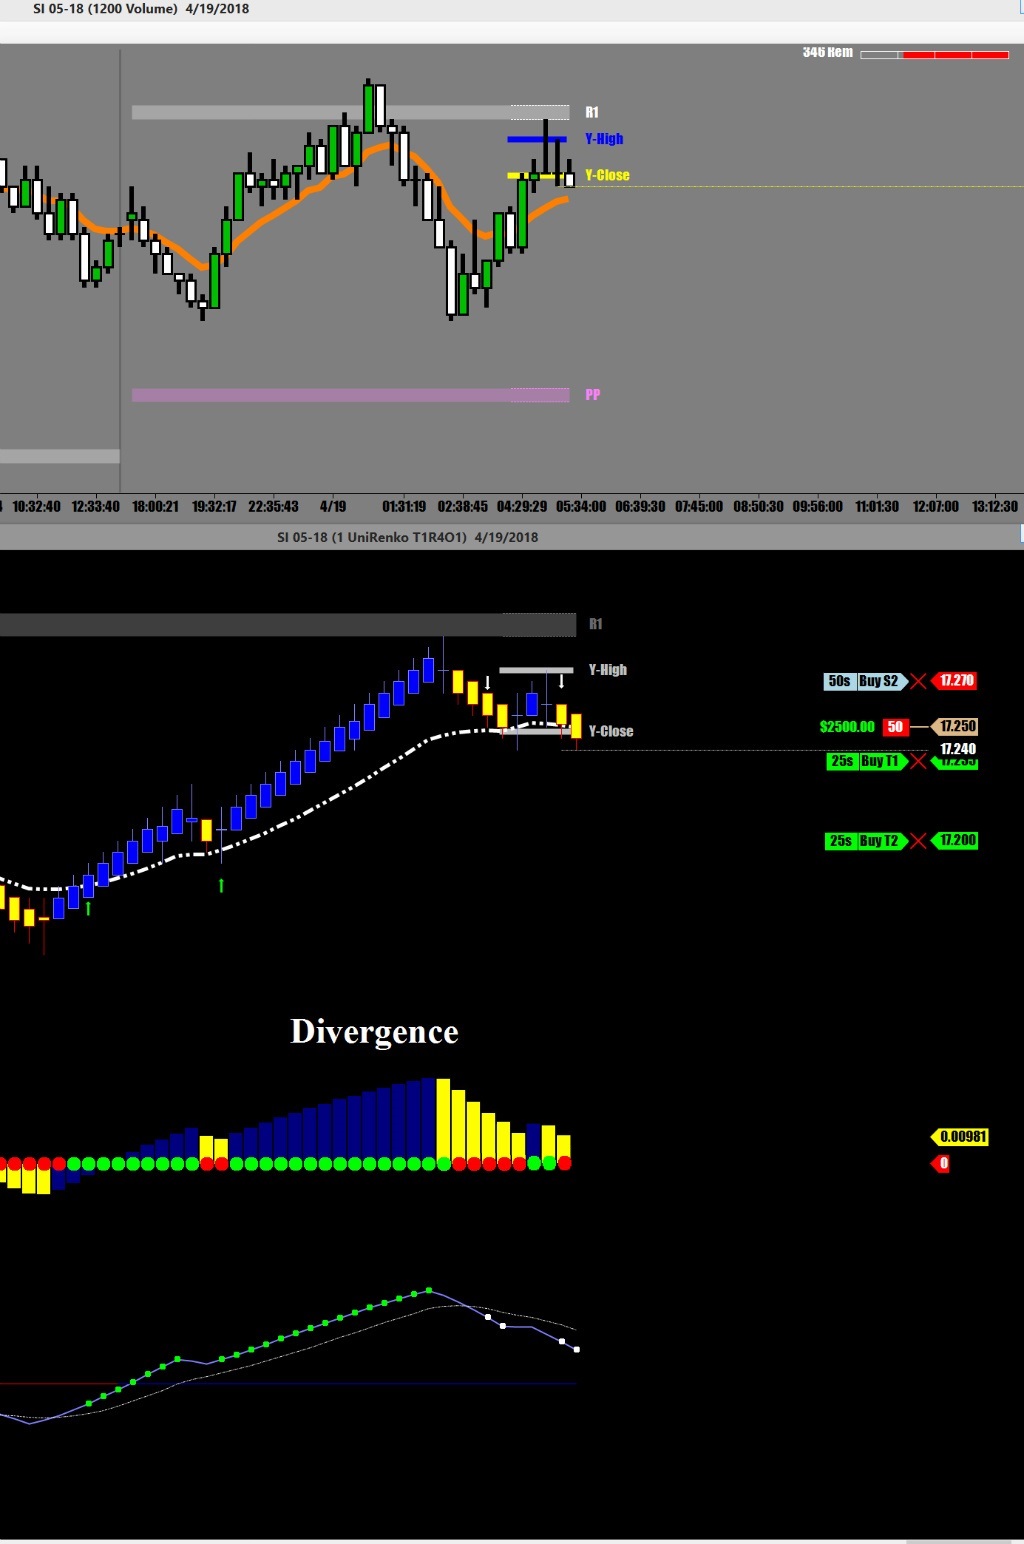 SI 05-18 (1200 Volume) 4/19/2018
346 Rem
R1
Y-High
Y-Close
PP
10:32:40 12:33:40 18:00:21 19:32:17 22:35:43 4/19 01:31:19 02:38:45 04:29:29 05:34:00 06:39:30 07:45:00 08:50:30 09:56:00 11:01:30 12:07:00 13:12:30
SI 05-18 (1 UniRenko T1R4O1) 4/19/2018
R1
Y-High
50s Buy S2 17.270
$2500.00 50 17.250
Y-Close
17.240
25s Buy T1 17.235
25s Buy T2 17.200
Divergence
0.00981
0